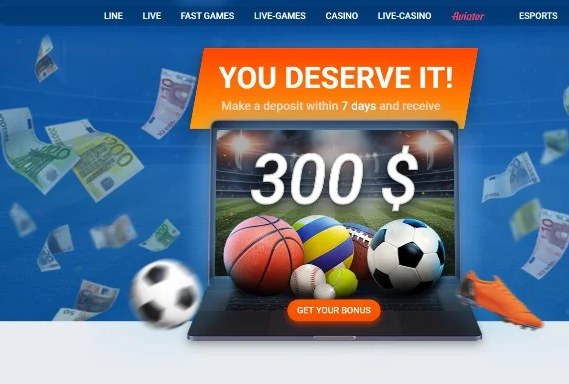 LINE LIVE FAST GAMES LIVE-GAMES CASINO LIVE-CASINO Aviator ESPORTS
YOU DESERVE IT!
Make a deposit within 7 days and receive
300 $
GET YOUR BONUS